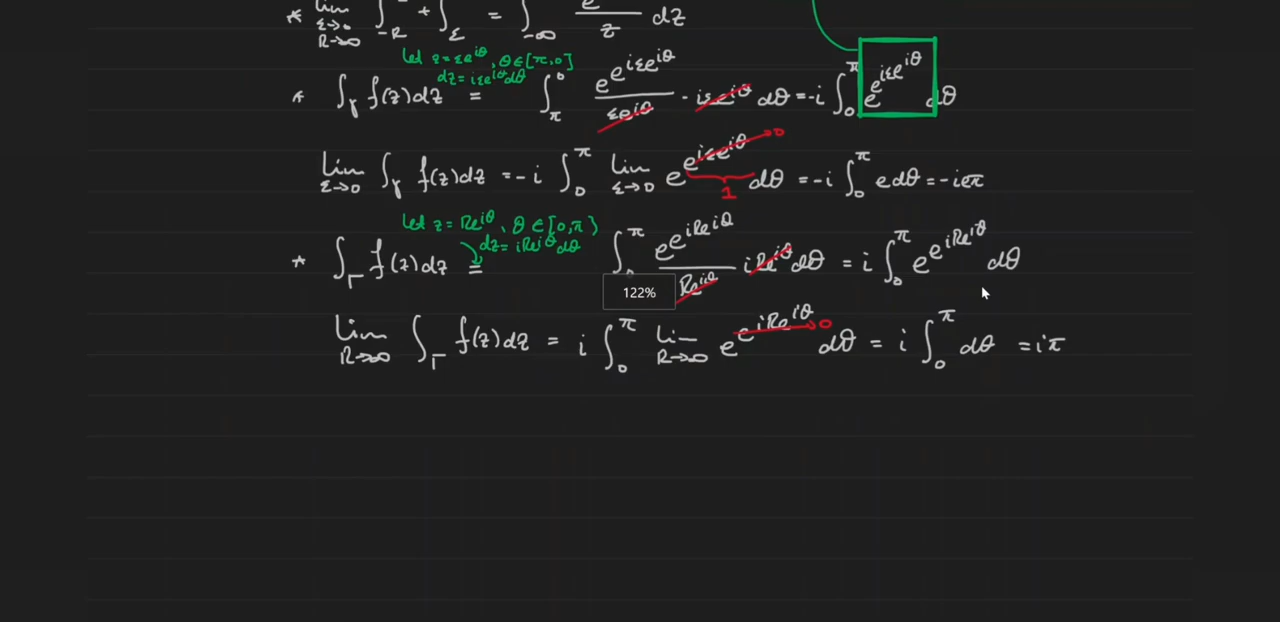 * lim ε→0 R→∞ ∫_{-R} + ∫_ε = ∫_{-∞} e / z dz
let z = εe^{iθ}, θ∈[π,0]
dz = iεe^{iθ}dθ
* ∫_γ f(z)dz = ∫_π^0 e^{e^{iεe^{iθ}}} / εe^{iθ} · iεe^{iθ} dθ = -i ∫_0^π e^{e^{iεe^{iθ}}} dθ
lim ε→0 ∫_γ f(z)dz = -i ∫_0^π lim ε→0 e^{e^{iεe^{iθ}}} dθ = -i ∫_0^π e dθ = -ieπ
0
1
let z = Re^{iθ}, θ∈[0,π)
dz = iRe^{iθ}dθ
* ∫_Γ f(z)dz = ∫_0^π e^{e^{iRe^{iθ}}} / Re^{iθ} iRe^{iθ} dθ = i ∫_0^π e^{e^{iRe^{iθ}}} dθ
122%
lim R→∞ ∫_Γ f(z)dz = i ∫_0^π lim R→∞ e^{e^{iRe^{iθ}}} dθ = i ∫_0^π dθ = iπ
0